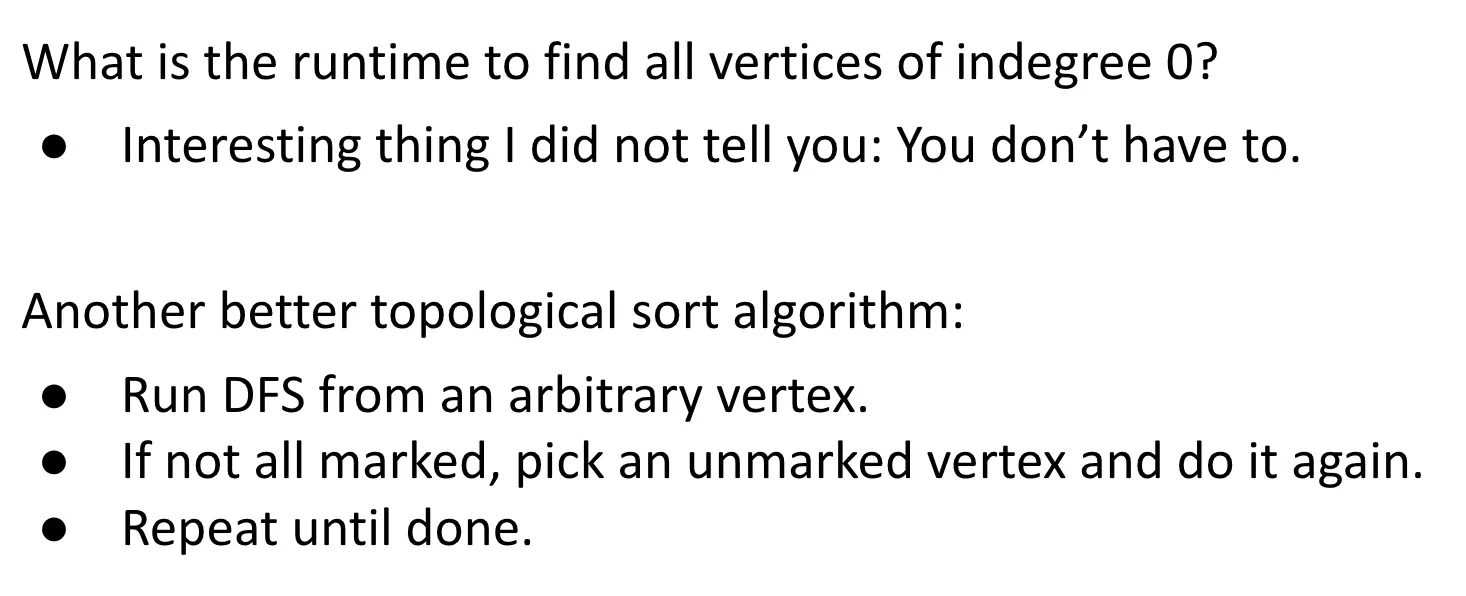 What is the runtime to find all vertices of indegree 0?
● Interesting thing I did not tell you: You don’t have to.
Another better topological sort algorithm:
● Run DFS from an arbitrary vertex.
● If not all marked, pick an unmarked vertex and do it again.
● Repeat until done.